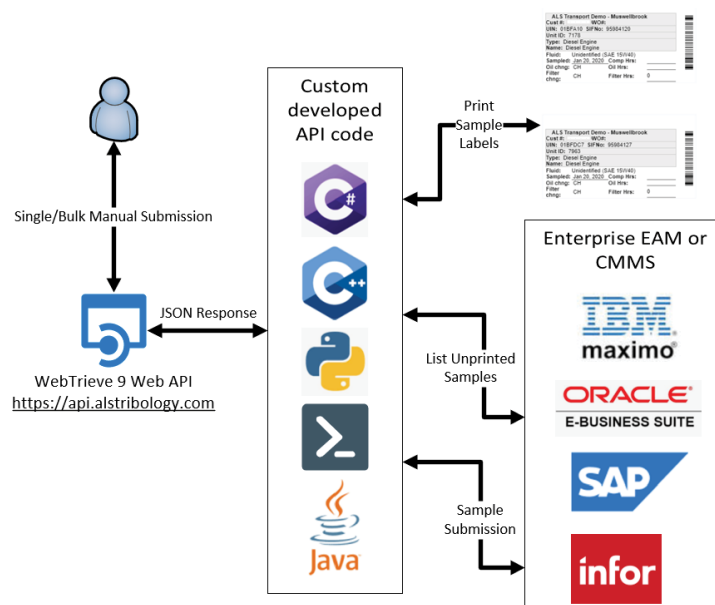 ALS Transport Demo - Muswellbrook
Cust #: WO#:
UIN: 01BFA10 SIFNo: 95984120
Unit ID: 7178
Type: Diesel Engine
Name: Diesel Engine
Fluid: Unidentified (SAE 15W40)
Sampled: Jan 20, 2020 Comp Hrs:
Oil chng: CH Oil Hrs:
Filter chng: CH Filter Hrs: 0
Custom developed API code
Print Sample Labels
ALS Transport Demo - Muswellbrook
Cust #: WO#:
UIN: 01BFDC7 SIFNo: 95984127
Unit ID: 7963
Type: Diesel Engine
Name: Diesel Engine
Fluid: Unidentified (SAE 15W40)
Sampled: Jan 20, 2020 Comp Hrs:
Oil chng: CH Oil Hrs:
Filter chng: CH Filter Hrs: 0
C#
Single/Bulk Manual Submission
Enterprise EAM or CMMS
C++
JSON Response
IBM
maximo®
List Unprinted Samples
WebTrieve 9 Web API
https://api.alstribology.com
ORACLE®
E-BUSINESS SUITE
>_
SAP
Sample Submission
Java™
infor